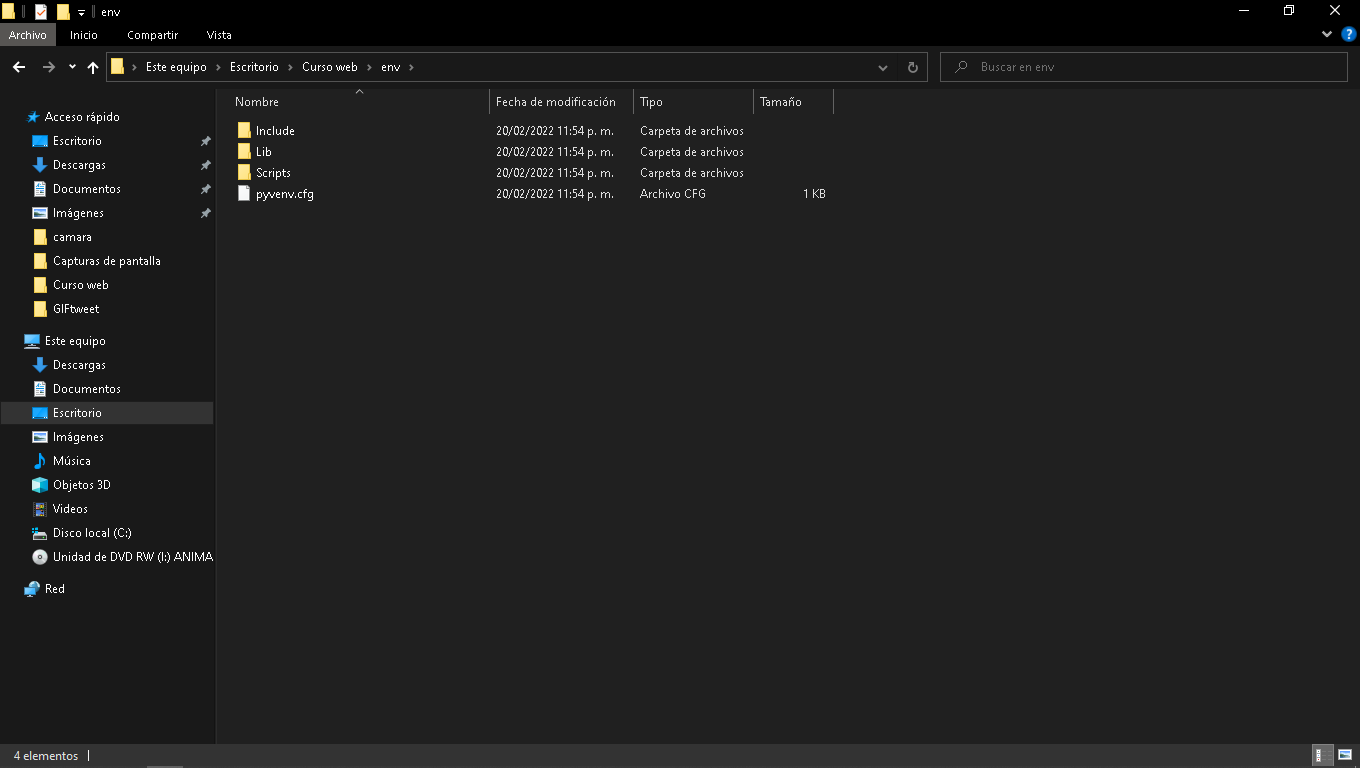 env
Archivo Inicio Compartir Vista
Este equipo Escritorio Curso web env
Buscar en env
Nombre Fecha de modificación Tipo Tamaño
Include 20/02/2022 11:54 p. m. Carpeta de archivos
Lib 20/02/2022 11:54 p. m. Carpeta de archivos
Scripts 20/02/2022 11:54 p. m. Carpeta de archivos
pyvenv.cfg 20/02/2022 11:54 p. m. Archivo CFG 1 KB
Acceso rápido
Escritorio
Descargas
Documentos
Imágenes
camara
Capturas de pantalla
Curso web
GIFtweet
Este equipo
Descargas
Documentos
Escritorio
Imágenes
Música
Objetos 3D
Videos
Disco local (C:)
Unidad de DVD RW (I:) ANIMA
Red
4 elementos